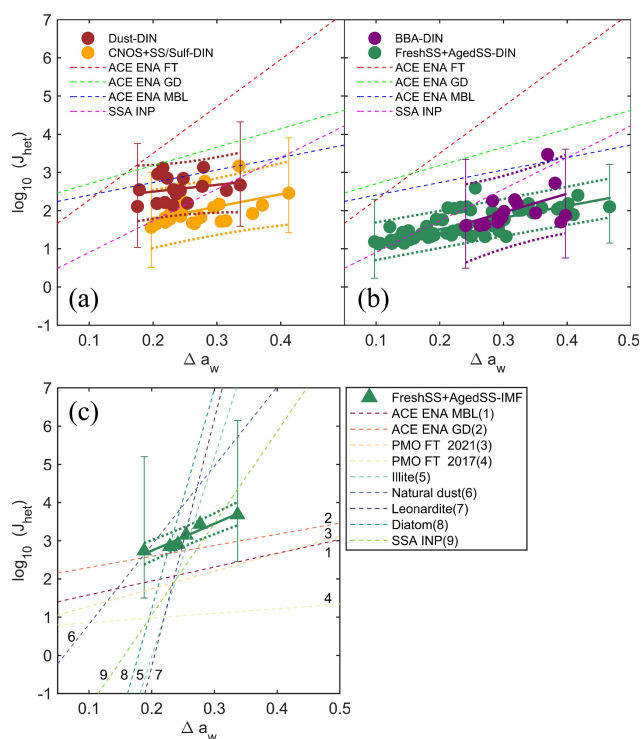 7
6
5
4
3
2
1
0
-1
log10 (Jhet)
Dust-DIN
CNOS+SS/Sulf-DIN
ACE ENA FT
ACE ENA GD
ACE ENA MBL
SSA INP
(a)
0.1 0.2 0.3 0.4
Δ aw
BBA-DIN
FreshSS+AgedSS-DIN
ACE ENA FT
ACE ENA GD
ACE ENA MBL
SSA INP
(b)
0.1 0.2 0.3 0.4 0.5
Δ aw
7
6
5
4
3
2
1
0
-1
log10 (Jhet)
(c)
2
3
1
4
6
9 8 5 7
0.1 0.2 0.3 0.4 0.5
Δ aw
FreshSS+AgedSS-IMF
ACE ENA MBL(1)
ACE ENA GD(2)
PMO FT 2021(3)
PMO FT 2017(4)
Illite(5)
Natural dust(6)
Leonardite(7)
Diatom(8)
SSA INP(9)